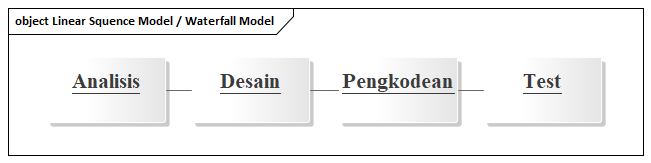 object Linear Squence Model / Waterfall Model
Analisis
Desain
Pengkodean
Test